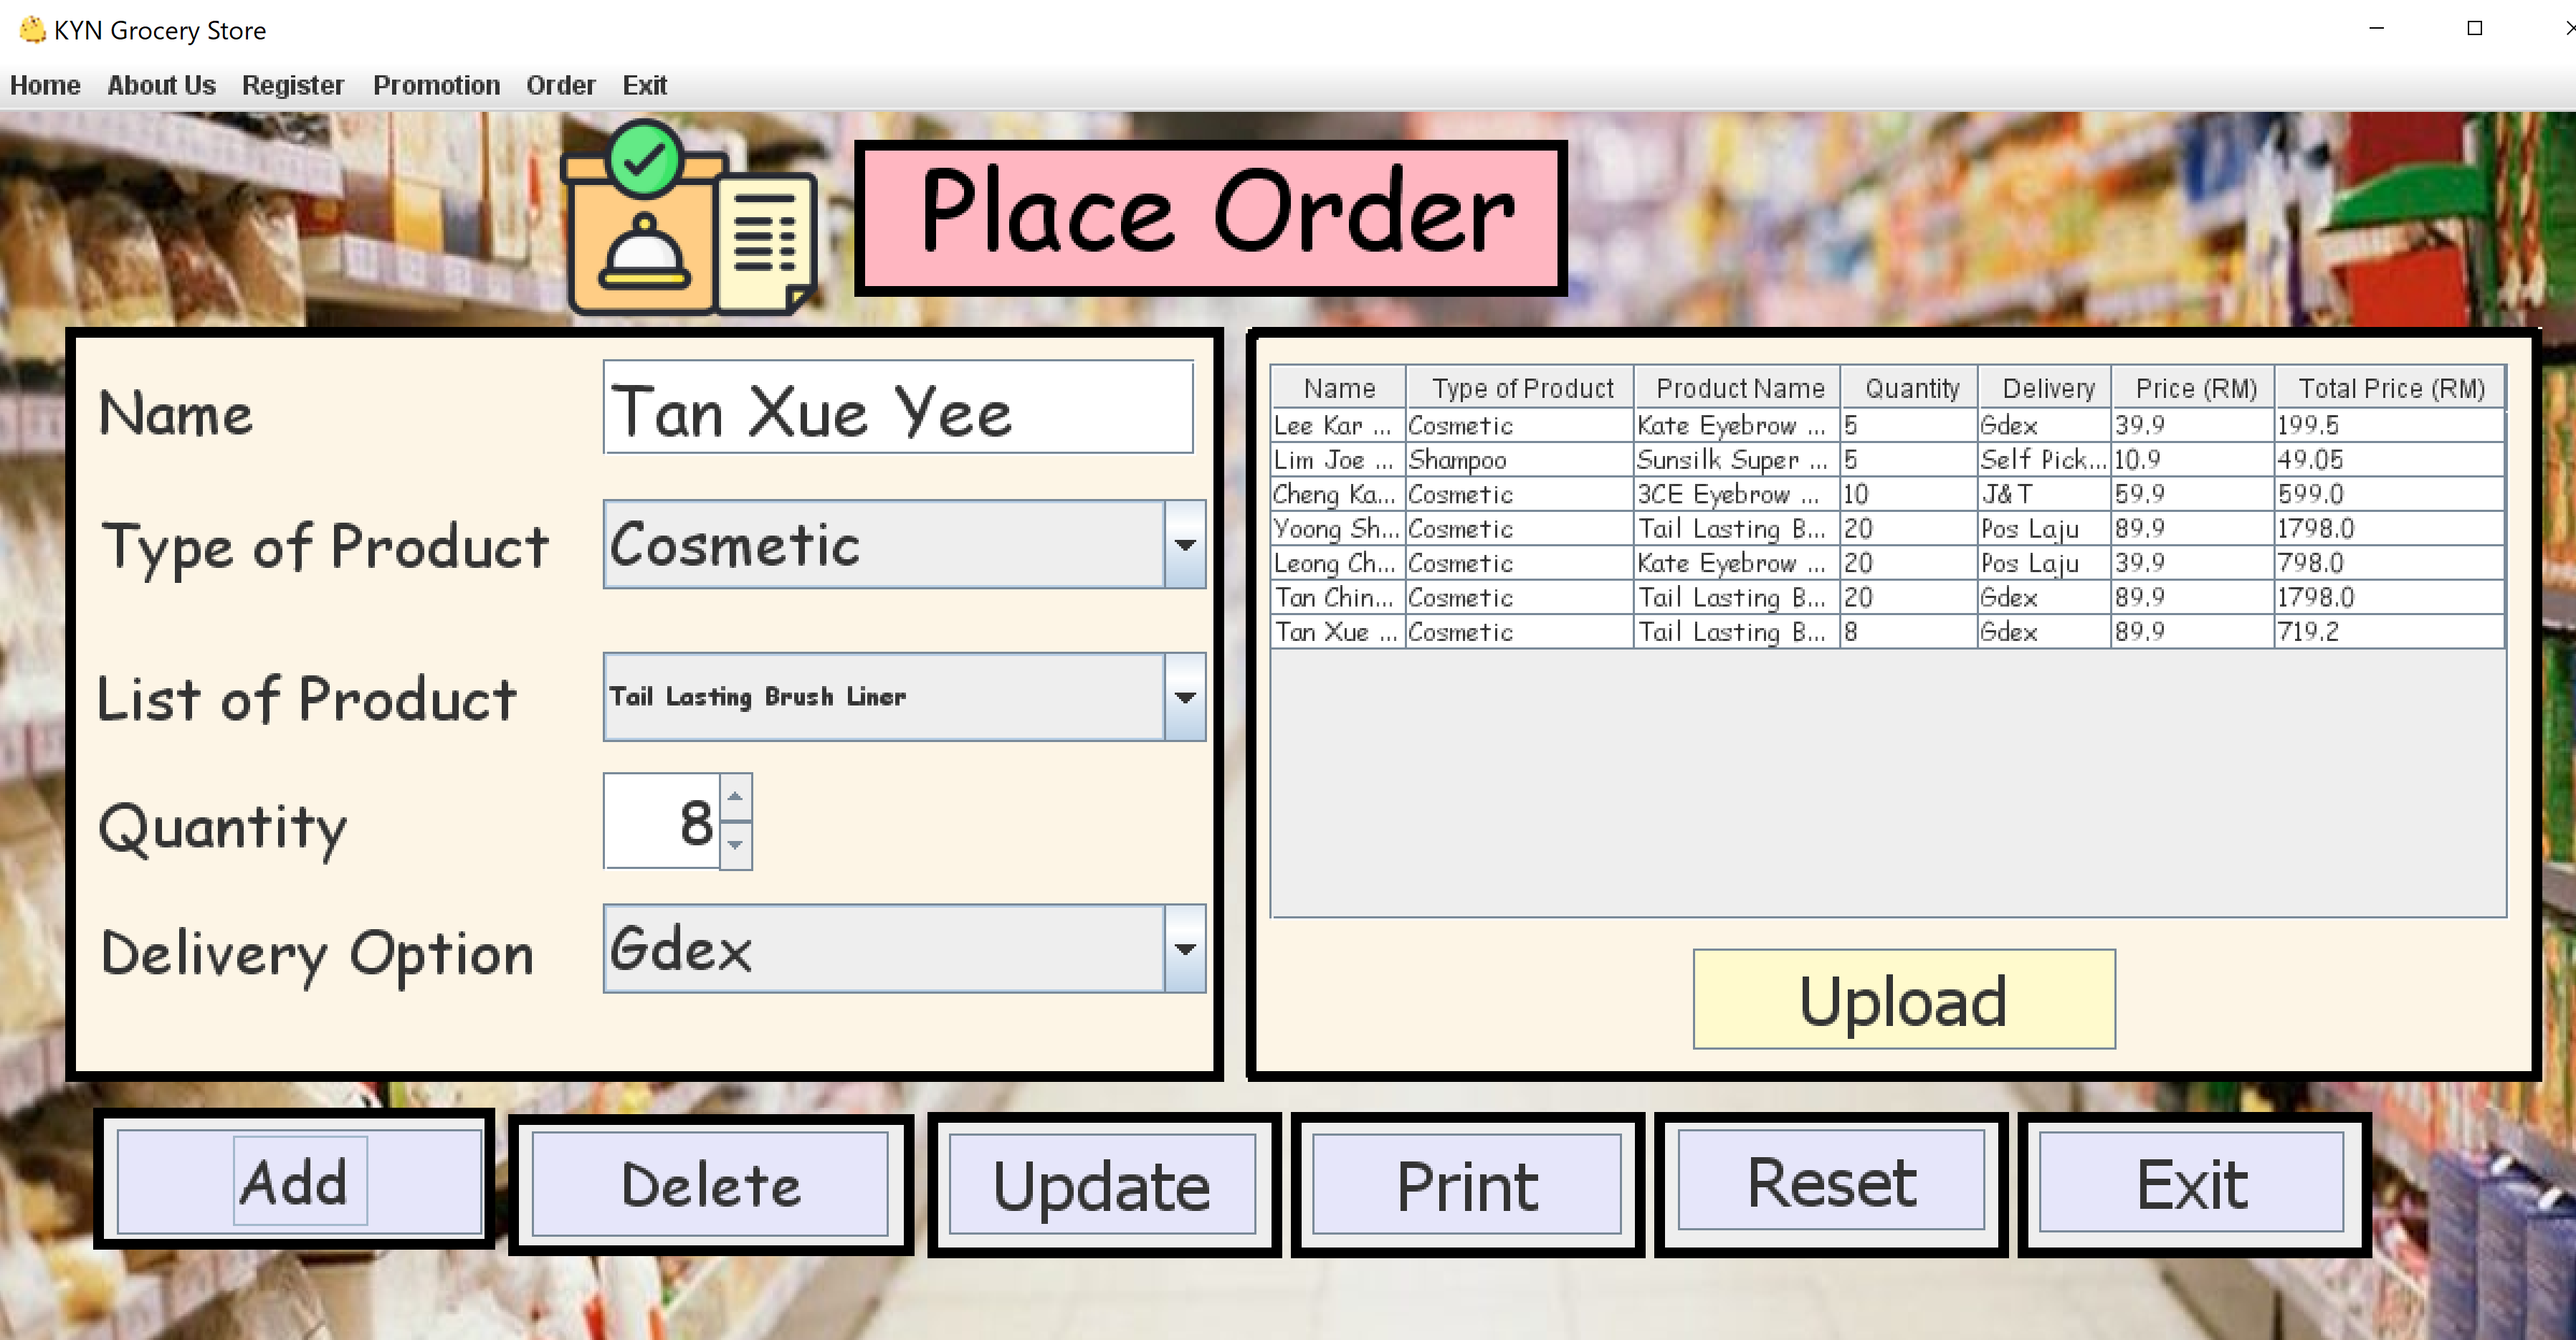 KYN Grocery Store
Home About Us Register Promotion Order Exit
Place Order
Name Tan Xue Yee
Type of Product Cosmetic
List of Product Tail Lasting Brush Liner
Quantity 8
Delivery Option Gdex
Name Type of Product Product Name Quantity Delivery Price (RM) Total Price (RM)
Lee Kar ... Cosmetic Kate Eyebrow ... 5 Gdex 39.9 199.5
Lim Joe ... Shampoo Sunsilk Super ... 5 Self Pick... 10.9 49.05
Cheng Ka... Cosmetic 3CE Eyebrow ... 10 J&T 59.9 599.0
Yoong Sh... Cosmetic Tail Lasting B... 20 Pos Laju 89.9 1798.0
Leong Ch... Cosmetic Kate Eyebrow ... 20 Pos Laju 39.9 798.0
Tan Chin... Cosmetic Tail Lasting B... 20 Gdex 89.9 1798.0
Tan Xue ... Cosmetic Tail Lasting B... 8 Gdex 89.9 719.2
Upload
Add Delete Update Print Reset Exit